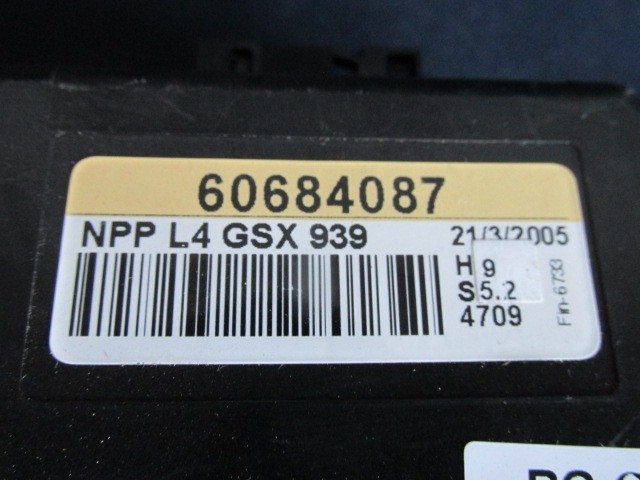 60684087
NPP L4 GSX 939
21/3/2005
H 9
S 5.2
4709
Fin-6733